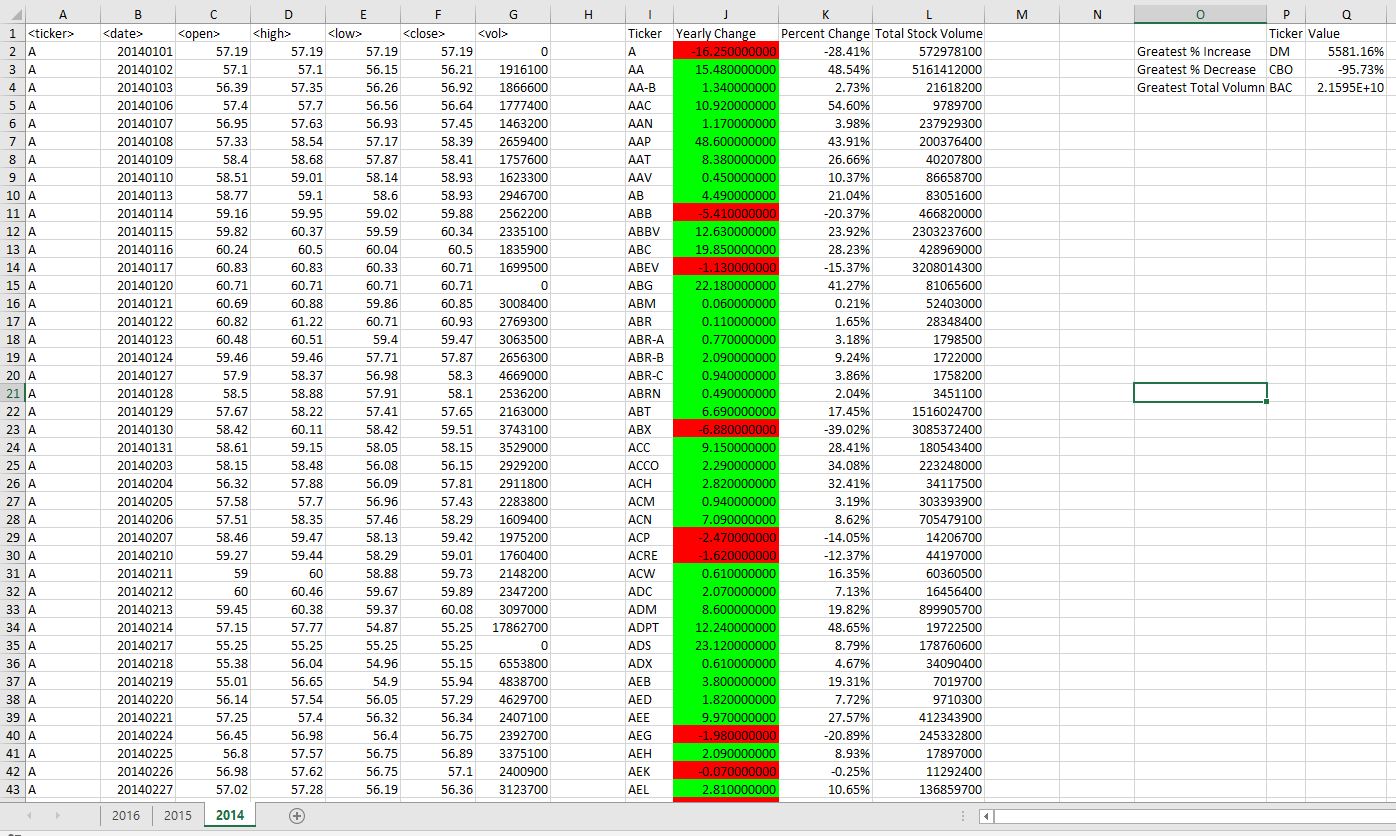 A B C D E F G H I J K L M N O P Q
1 <ticker> <date> <open> <high> <low> <close> <vol> Ticker Yearly Change Percent Change Total Stock Volume Ticker Value
2 A 20140101 57.19 57.19 57.19 57.19 0 A -16.250000000 -28.41% 572978100 Greatest % Increase DM 5581.16%
3 A 20140102 57.1 57.1 56.15 56.21 1916100 AA 15.480000000 48.54% 5161412000 Greatest % Decrease CBO -95.73%
4 A 20140103 56.39 57.35 56.26 56.92 1866600 AA-B 1.340000000 2.73% 21618200 Greatest Total Volumn BAC 2.1595E+10
5 A 20140106 57.4 57.7 56.56 56.64 1777400 AAC 10.920000000 54.60% 9789700
6 A 20140107 56.95 57.63 56.93 57.45 1463200 AAN 1.170000000 3.98% 237929300
7 A 20140108 57.33 58.54 57.17 58.39 2659400 AAP 48.600000000 43.91% 200376400
8 A 20140109 58.4 58.68 57.87 58.41 1757600 AAT 8.380000000 26.66% 40207800
9 A 20140110 58.51 59.01 58.14 58.93 1623300 AAV 0.450000000 10.37% 86658700
10 A 20140113 58.77 59.1 58.6 58.93 2946700 AB 4.490000000 21.04% 83051600
11 A 20140114 59.16 59.95 59.02 59.88 2562200 ABB -5.410000000 -20.37% 466820000
12 A 20140115 59.82 60.37 59.59 60.34 2335100 ABBV 12.630000000 23.92% 2303237600
13 A 20140116 60.24 60.5 60.04 60.5 1835900 ABC 19.850000000 28.23% 428969000
14 A 20140117 60.83 60.83 60.33 60.71 1699500 ABEV -1.130000000 -15.37% 3208014300
15 A 20140120 60.71 60.71 60.71 60.71 0 ABG 22.180000000 41.27% 81065600
16 A 20140121 60.69 60.88 59.86 60.85 3008400 ABM 0.060000000 0.21% 52403000
17 A 20140122 60.82 61.22 60.71 60.93 2769300 ABR 0.110000000 1.65% 28348400
18 A 20140123 60.48 60.51 59.4 59.47 3063500 ABR-A 0.770000000 3.18% 1798500
19 A 20140124 59.46 59.46 57.71 57.87 2656300 ABR-B 2.090000000 9.24% 1722000
20 A 20140127 57.9 58.37 56.98 58.3 4669000 ABR-C 0.940000000 3.86% 1758200
21 A 20140128 58.5 58.88 57.91 58.1 2536200 ABRN 0.490000000 2.04% 3451100
22 A 20140129 57.67 58.22 57.41 57.65 2163000 ABT 6.690000000 17.45% 1516024700
23 A 20140130 58.42 60.11 58.42 59.51 3743100 ABX -6.880000000 -39.02% 3085372400
24 A 20140131 58.61 59.15 58.05 58.15 3529000 ACC 9.150000000 28.41% 180543400
25 A 20140203 58.15 58.48 56.08 56.15 2929200 ACCO 2.290000000 34.08% 223248000
26 A 20140204 56.32 57.88 56.09 57.81 2911800 ACH 2.820000000 32.41% 34117500
27 A 20140205 57.58 57.7 56.96 57.43 2283800 ACM 0.940000000 3.19% 303393900
28 A 20140206 57.51 58.35 57.46 58.29 1609400 ACN 7.090000000 8.62% 705479100
29 A 20140207 58.46 59.47 58.13 59.42 1975200 ACP -2.470000000 -14.05% 14206700
30 A 20140210 59.27 59.44 58.29 59.01 1760400 ACRE -1.620000000 -12.37% 44197000
31 A 20140211 59 60 58.88 59.73 2148200 ACW 0.610000000 16.35% 60360500
32 A 20140212 60 60.46 59.67 59.89 2347200 ADC 2.070000000 7.13% 16456400
33 A 20140213 59.45 60.38 59.37 60.08 3097000 ADM 8.600000000 19.82% 899905700
34 A 20140214 57.15 57.77 54.87 55.25 17862700 ADPT 12.240000000 48.65% 19722500
35 A 20140217 55.25 55.25 55.25 55.25 0 ADS 23.120000000 8.79% 178760600
36 A 20140218 55.38 56.04 54.96 55.15 6553800 ADX 0.610000000 4.67% 34090400
37 A 20140219 55.01 56.65 54.9 55.94 4838700 AEB 3.800000000 19.31% 7019700
38 A 20140220 56.14 57.54 56.05 57.29 4629700 AED 1.820000000 7.72% 9710300
39 A 20140221 57.25 57.4 56.32 56.34 2407100 AEE 9.970000000 27.57% 412343900
40 A 20140224 56.45 56.98 56.4 56.75 2392700 AEG -1.980000000 -20.89% 245332800
41 A 20140225 56.8 57.57 56.75 56.89 3375100 AEH 2.090000000 8.93% 17897000
42 A 20140226 56.98 57.62 56.75 57.1 2400900 AEK -0.070000000 -0.25% 11292400
43 A 20140227 57.02 57.28 56.19 56.36 3123700 AEL 2.810000000 10.65% 136859700
2016 2015 2014